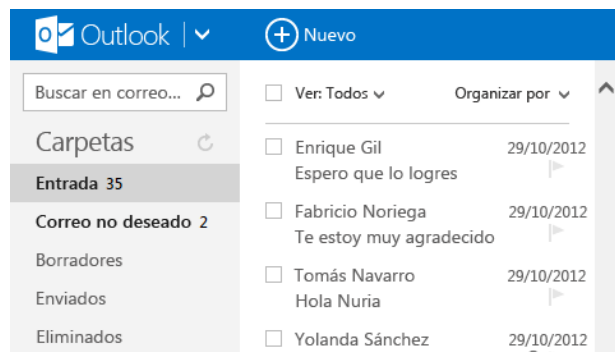 Outlook
Nuevo
Buscar en correo...
Carpetas
Entrada 35
Correo no deseado 2
Borradores
Enviados
Eliminados
Ver: Todos
Organizar por
Enrique Gil 29/10/2012
Espero que lo logres
Fabricio Noriega 29/10/2012
Te estoy muy agradecido
Tomás Navarro 29/10/2012
Hola Nuria
Yolanda Sánchez 29/10/2012